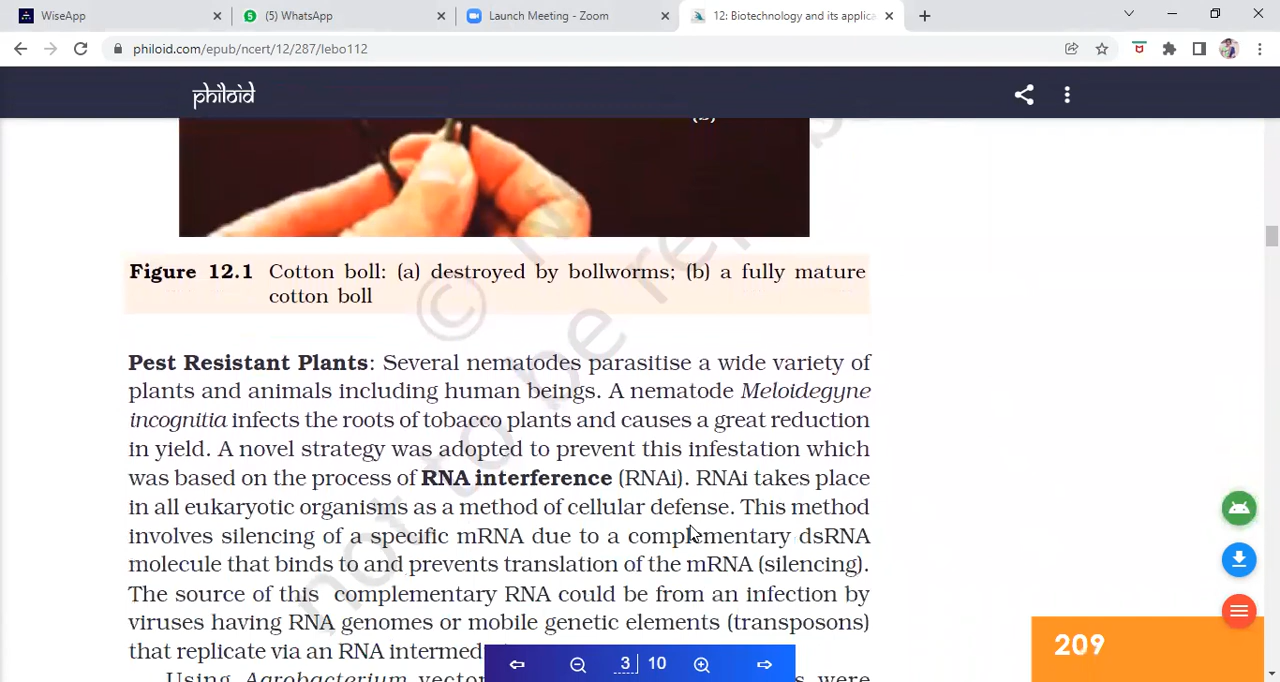 WiseApp
(5) WhatsApp
Launch Meeting - Zoom
12: Biotechnology and its applica
philoid.com/epub/ncert/12/287/lebo112
philoid
Figure 12.1 Cotton boll: (a) destroyed by bollworms; (b) a fully mature
cotton boll
Pest Resistant Plants: Several nematodes parasitise a wide variety of
plants and animals including human beings. A nematode Meloidegyne
incognitia infects the roots of tobacco plants and causes a great reduction
in yield. A novel strategy was adopted to prevent this infestation which
was based on the process of RNA interference (RNAi). RNAi takes place
in all eukaryotic organisms as a method of cellular defense. This method
involves silencing of a specific mRNA due to a complementary dsRNA
molecule that binds to and prevents translation of the mRNA (silencing).
The source of this complementary RNA could be from an infection by
viruses having RNA genomes or mobile genetic elements (transposons)
that replicate via an RNA
209
3 10
Using Agrobacterium were
not to be